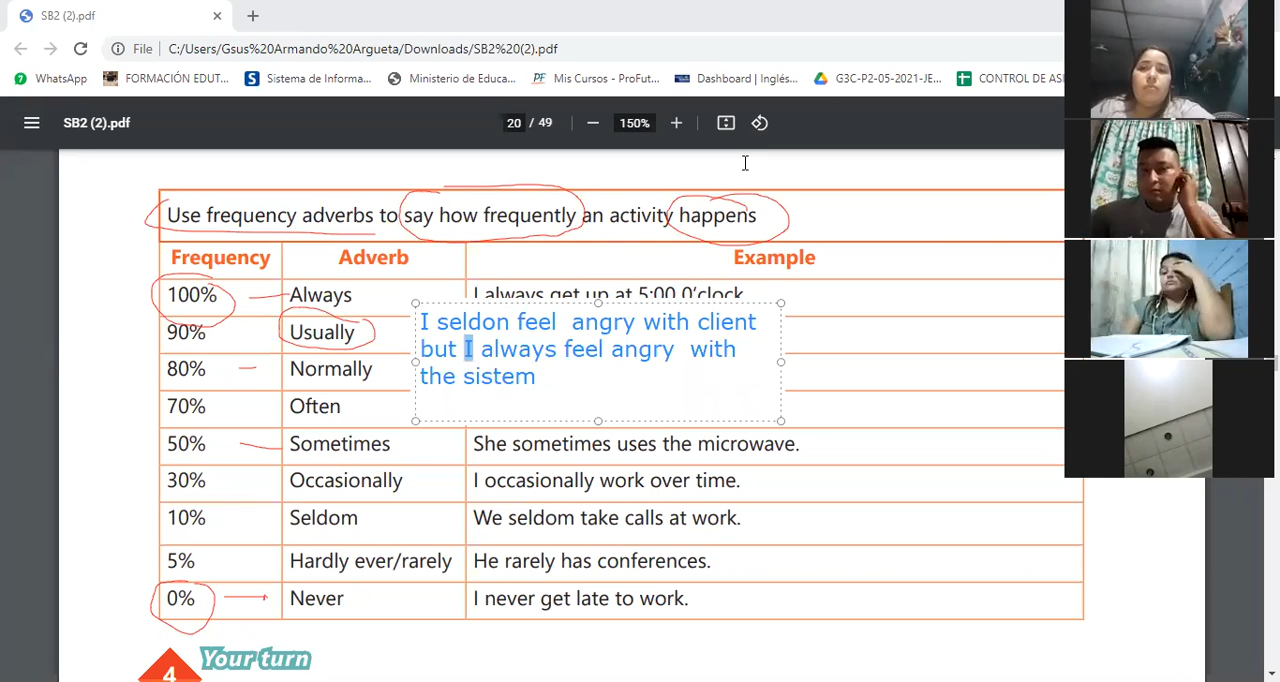 SB2 (2).pdf
File C:/Users/Gsus%20Armando%20Argueta/Downloads/SB2%20(2).pdf
WhatsApp FORMACIÓN EDUT... Sistema de Informa... Ministerio de Educa... Mis Cursos - ProFut... Dashboard | Inglés,... G3C-P2-05-2021-JE... CONTROL DE ASI
SB2 (2).pdf 20 / 49 150%
Use frequency adverbs to say how frequently an activity happens
Frequency Adverb Example
100% Always I always get up at 5:00 O'clock
90% Usually
80% Normally
70% Often
I seldon feel angry with client
but I always feel angry with
the sistem
50% Sometimes She sometimes uses the microwave.
30% Occasionally I occasionally work over time.
10% Seldom We seldom take calls at work.
5% Hardly ever/rarely He rarely has conferences.
0% Never I never get late to work.
4 Your turn